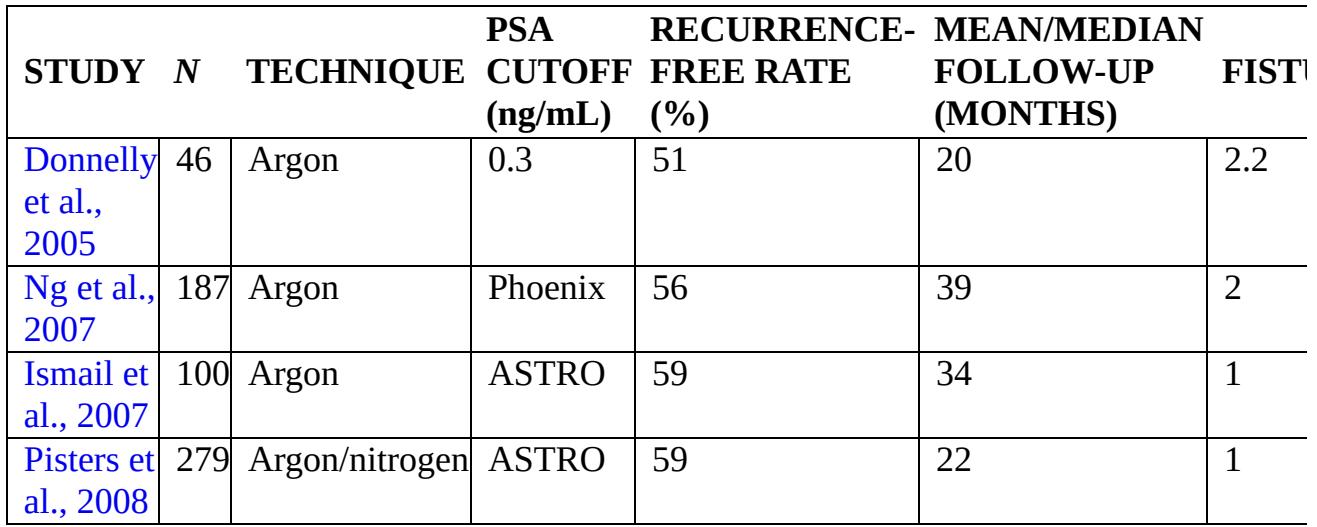 STUDY N TECHNIQUE PSA CUTOFF (ng/mL) RECURRENCE-FREE RATE (%) MEAN/MEDIAN FOLLOW-UP (MONTHS)
Donnelly et al., 2005 46 Argon 0.3 51 20 2.2
Ng et al., 2007 187 Argon Phoenix 56 39 2
Ismail et al., 2007 100 Argon ASTRO 59 34 1
Pisters et al., 2008 279 Argon/nitrogen ASTRO 59 22 1